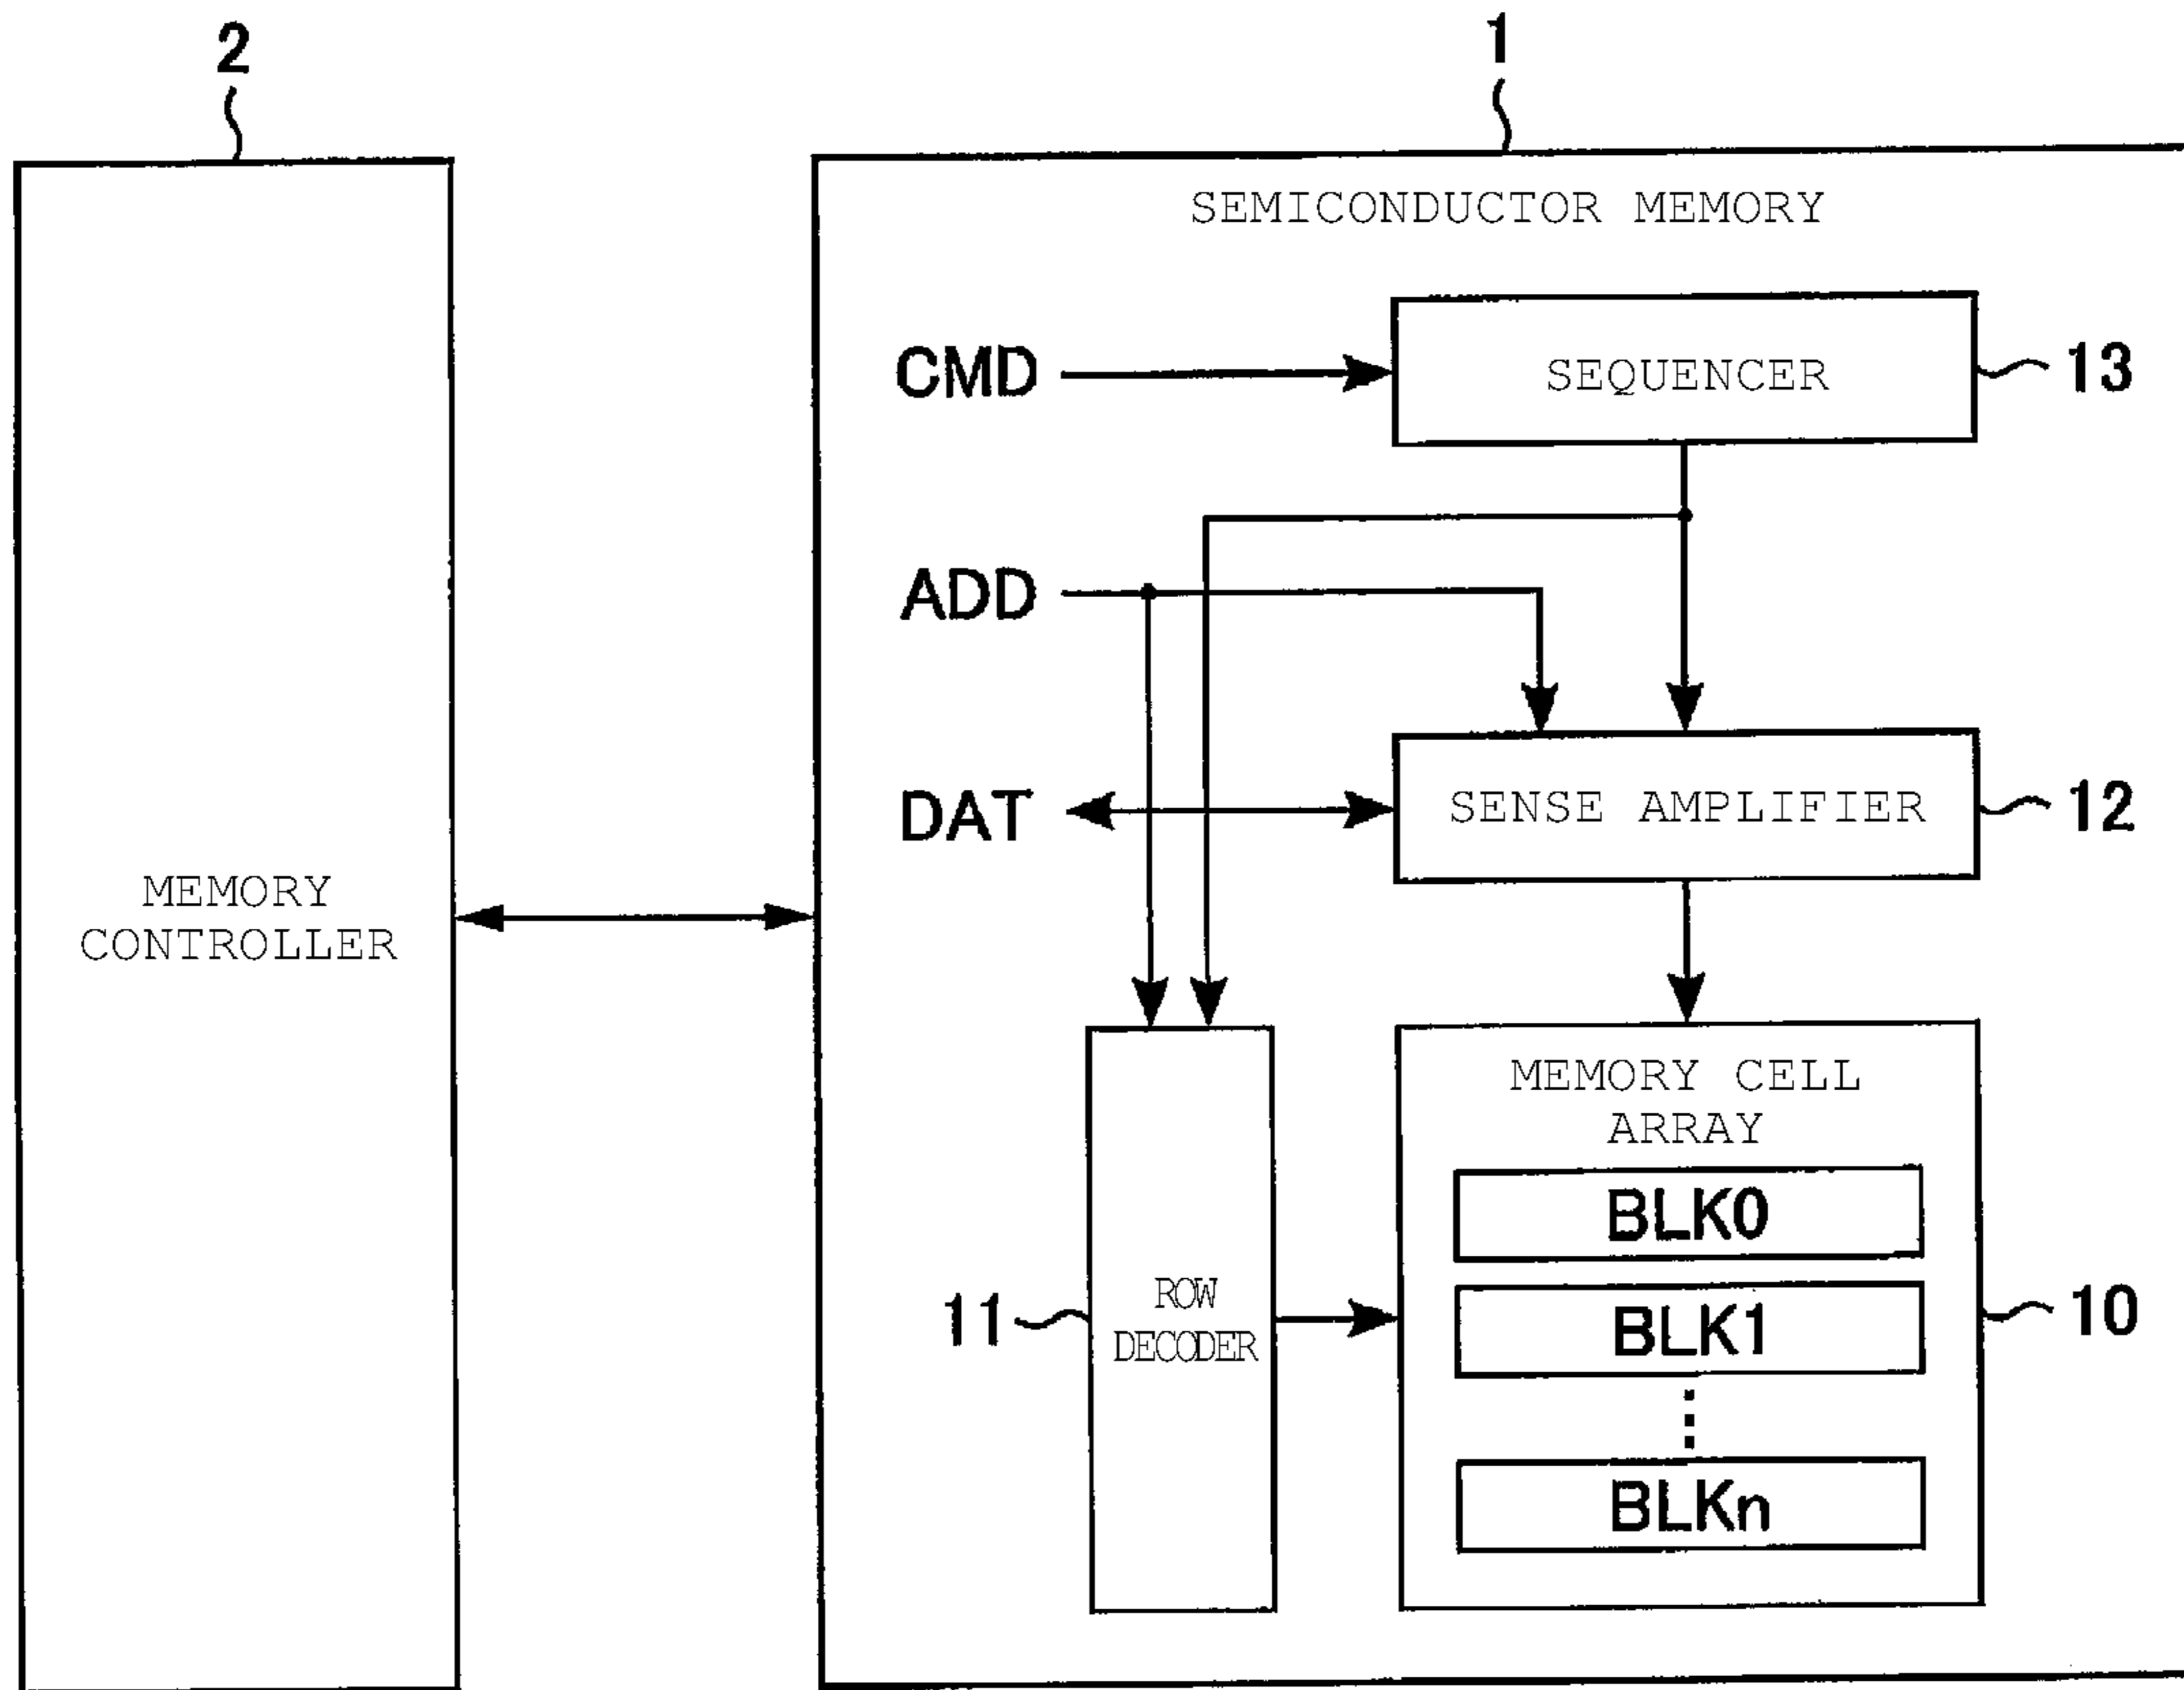 2
1
SEMICONDUCTOR MEMORY
CMD
SEQUENCER
13
ADD
DAT
SENSE AMPLIFIER
12
MEMORY
CONTROLLER
MEMORY CELL
ARRAY
BLK0
11
ROW
DECODER
BLK1
10
BLKn